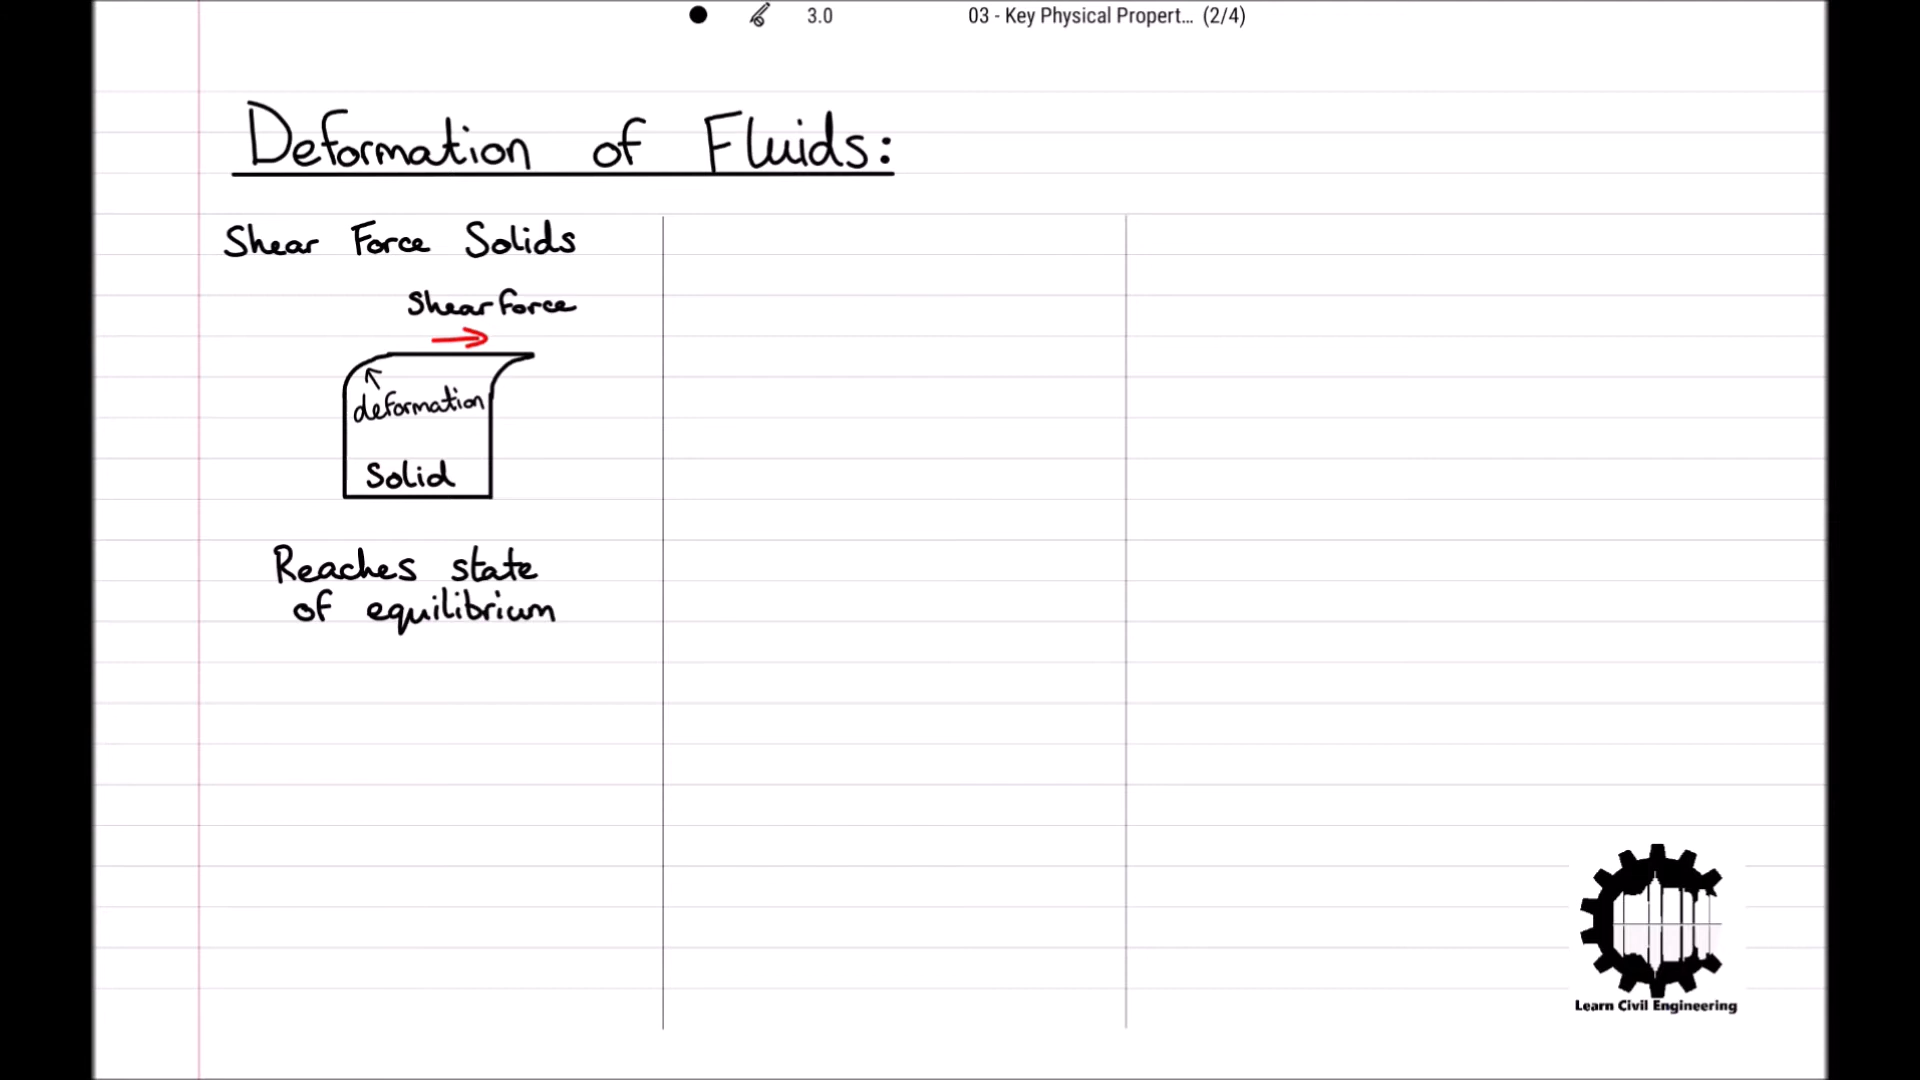 3.0
03 - Key Physical Propert... (2/4)
Deformation of Fluids:
Shear Force Solids
Shear force
deformation
Solid
Reaches state
of equilibrium
Learn Civil Engineering